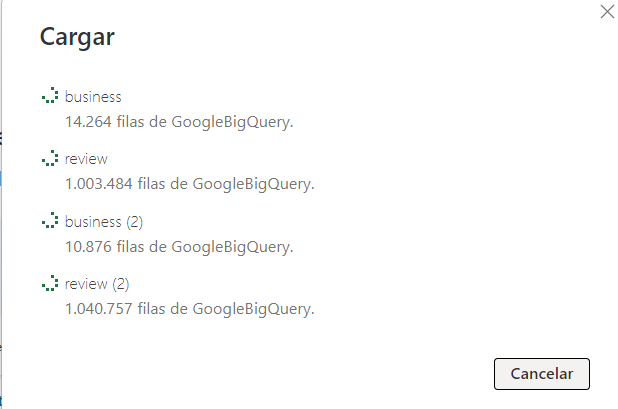 Cargar
business
14.264 filas de GoogleBigQuery.
review
1.003.484 filas de GoogleBigQuery.
business (2)
10.876 filas de GoogleBigQuery.
review (2)
1.040.757 filas de GoogleBigQuery.
Cancelar